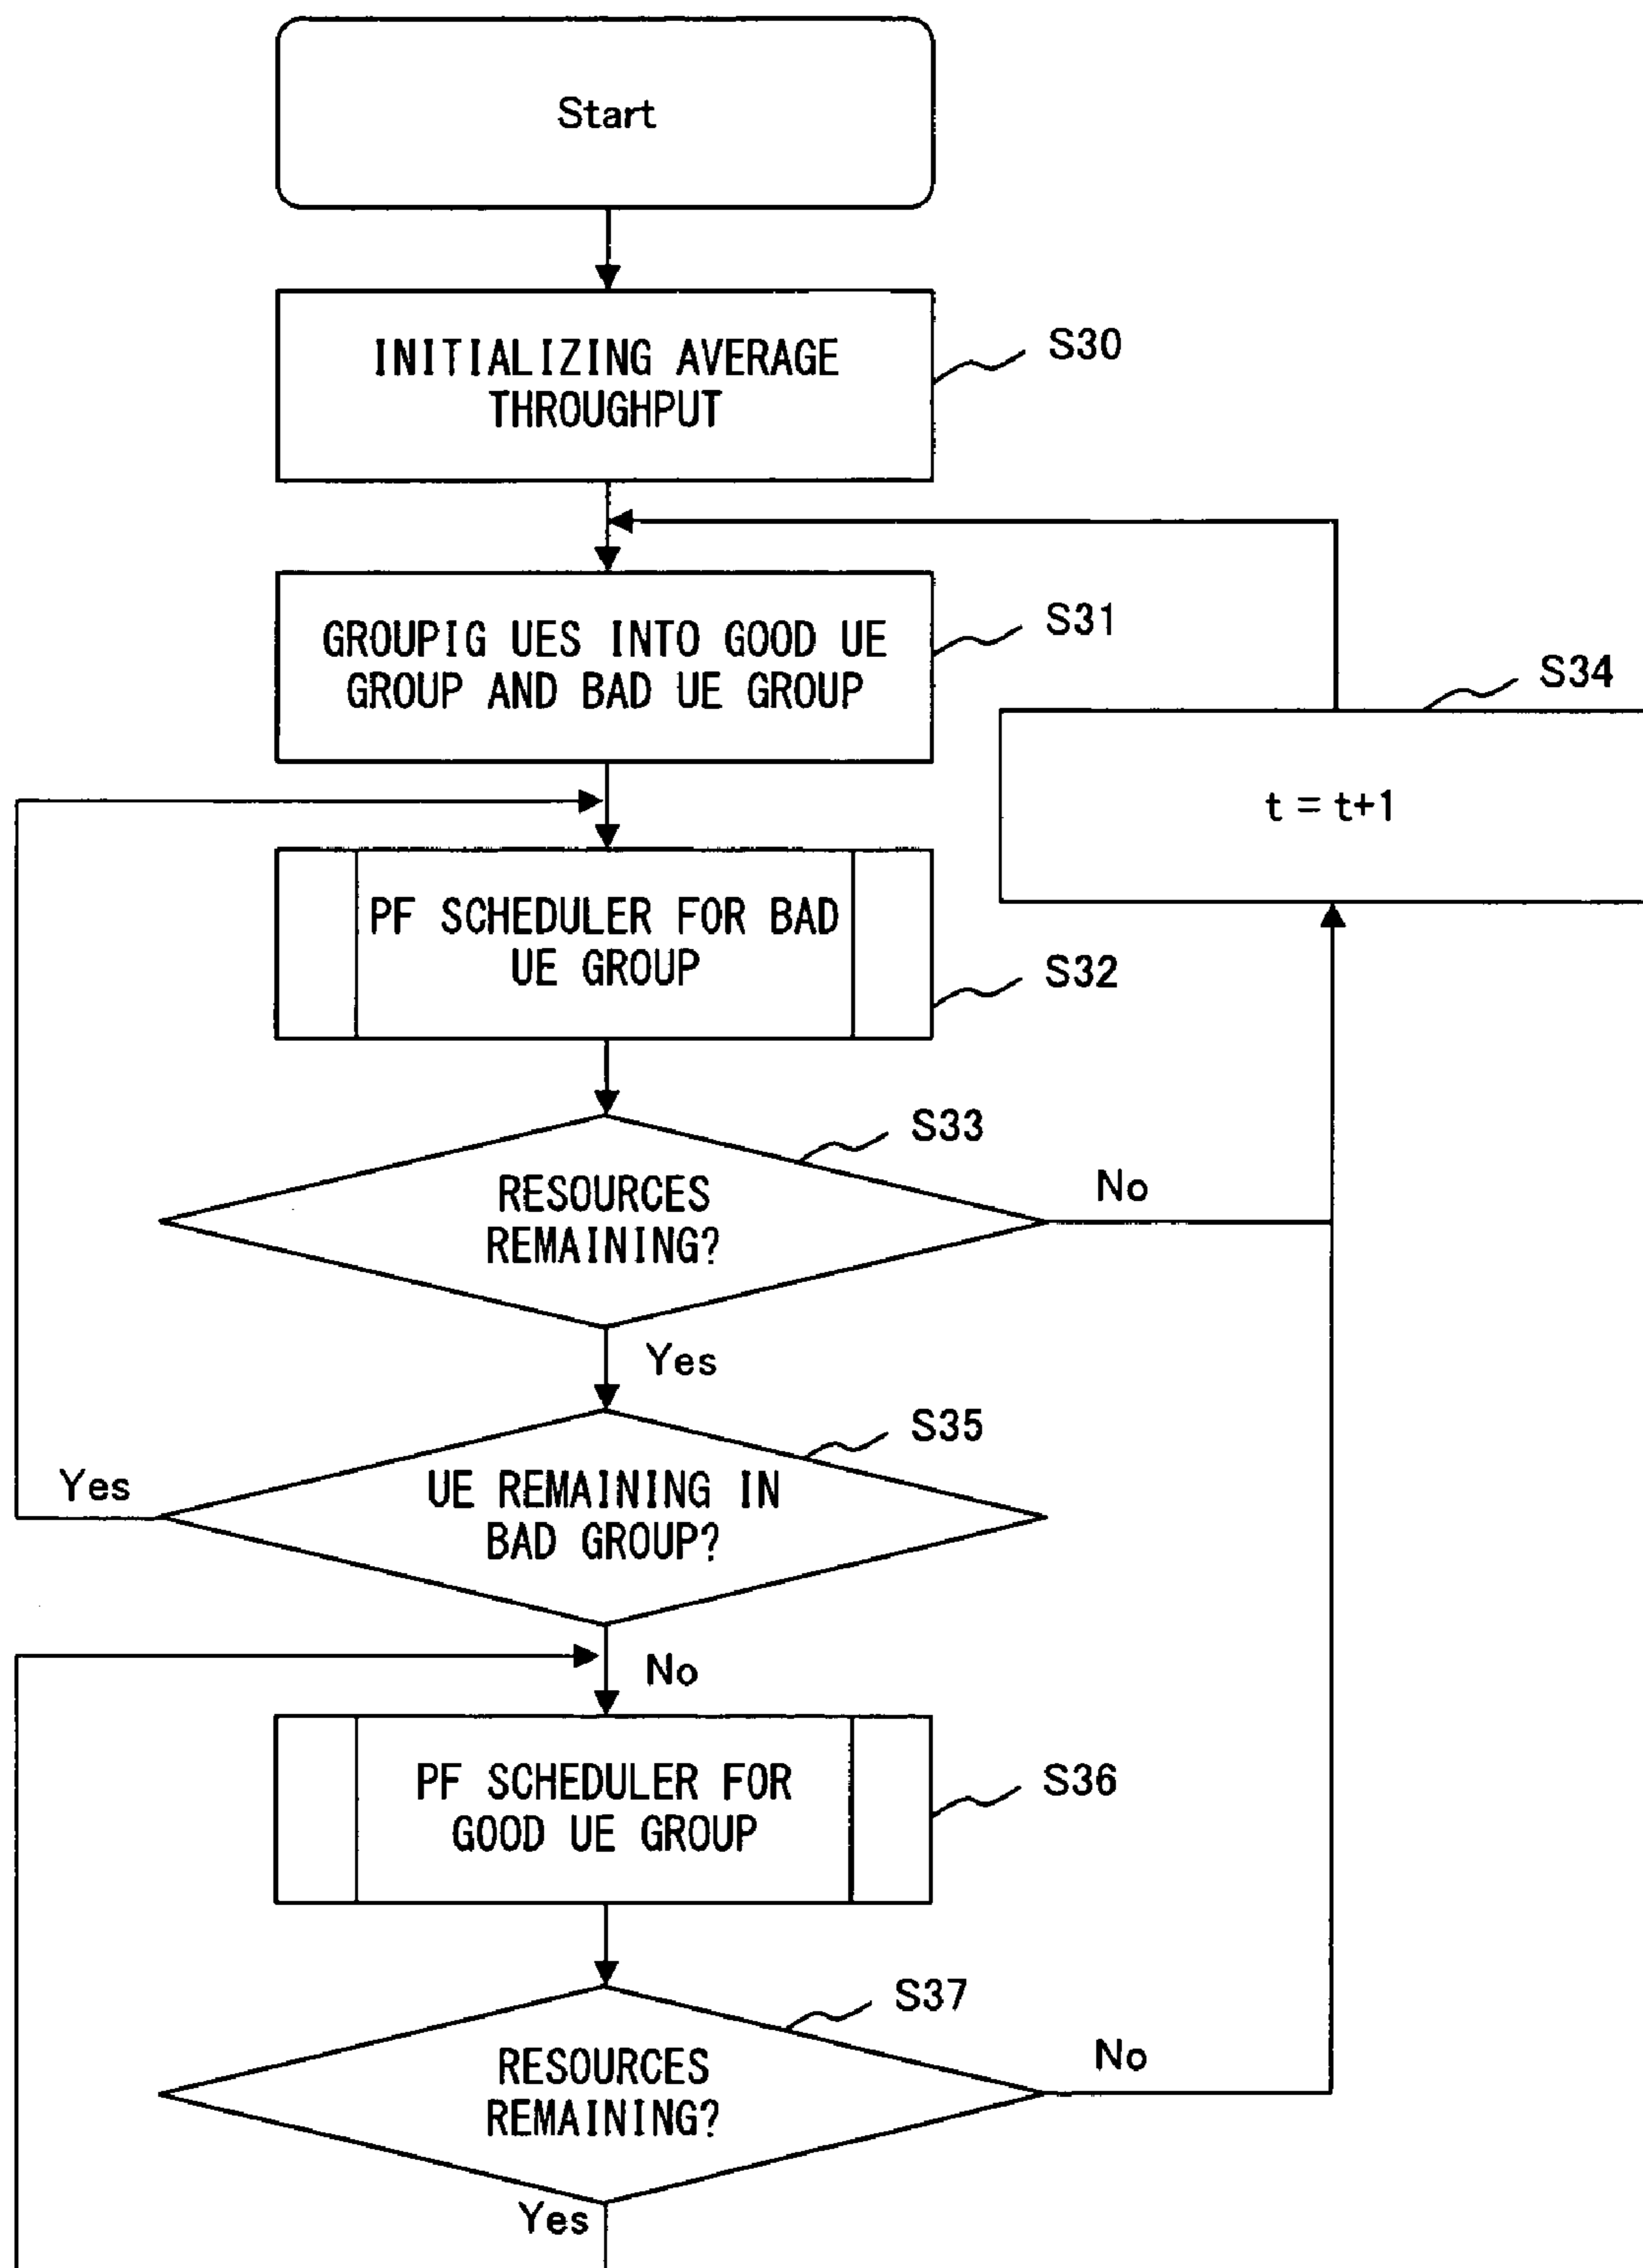 Start
INITIALIZING AVERAGE
THROUGHPUT
S30
GROUPIG UES INTO GOOD UE
GROUP AND BAD UE GROUP
S31
S34
t = t+1
PF SCHEDULER FOR BAD
UE GROUP
S32
S33
RESOURCES
REMAINING?
No
Yes
S35
UE REMAINING IN
BAD GROUP?
Yes
No
PF SCHEDULER FOR
GOOD UE GROUP
S36
S37
RESOURCES
REMAINING?
No
Yes